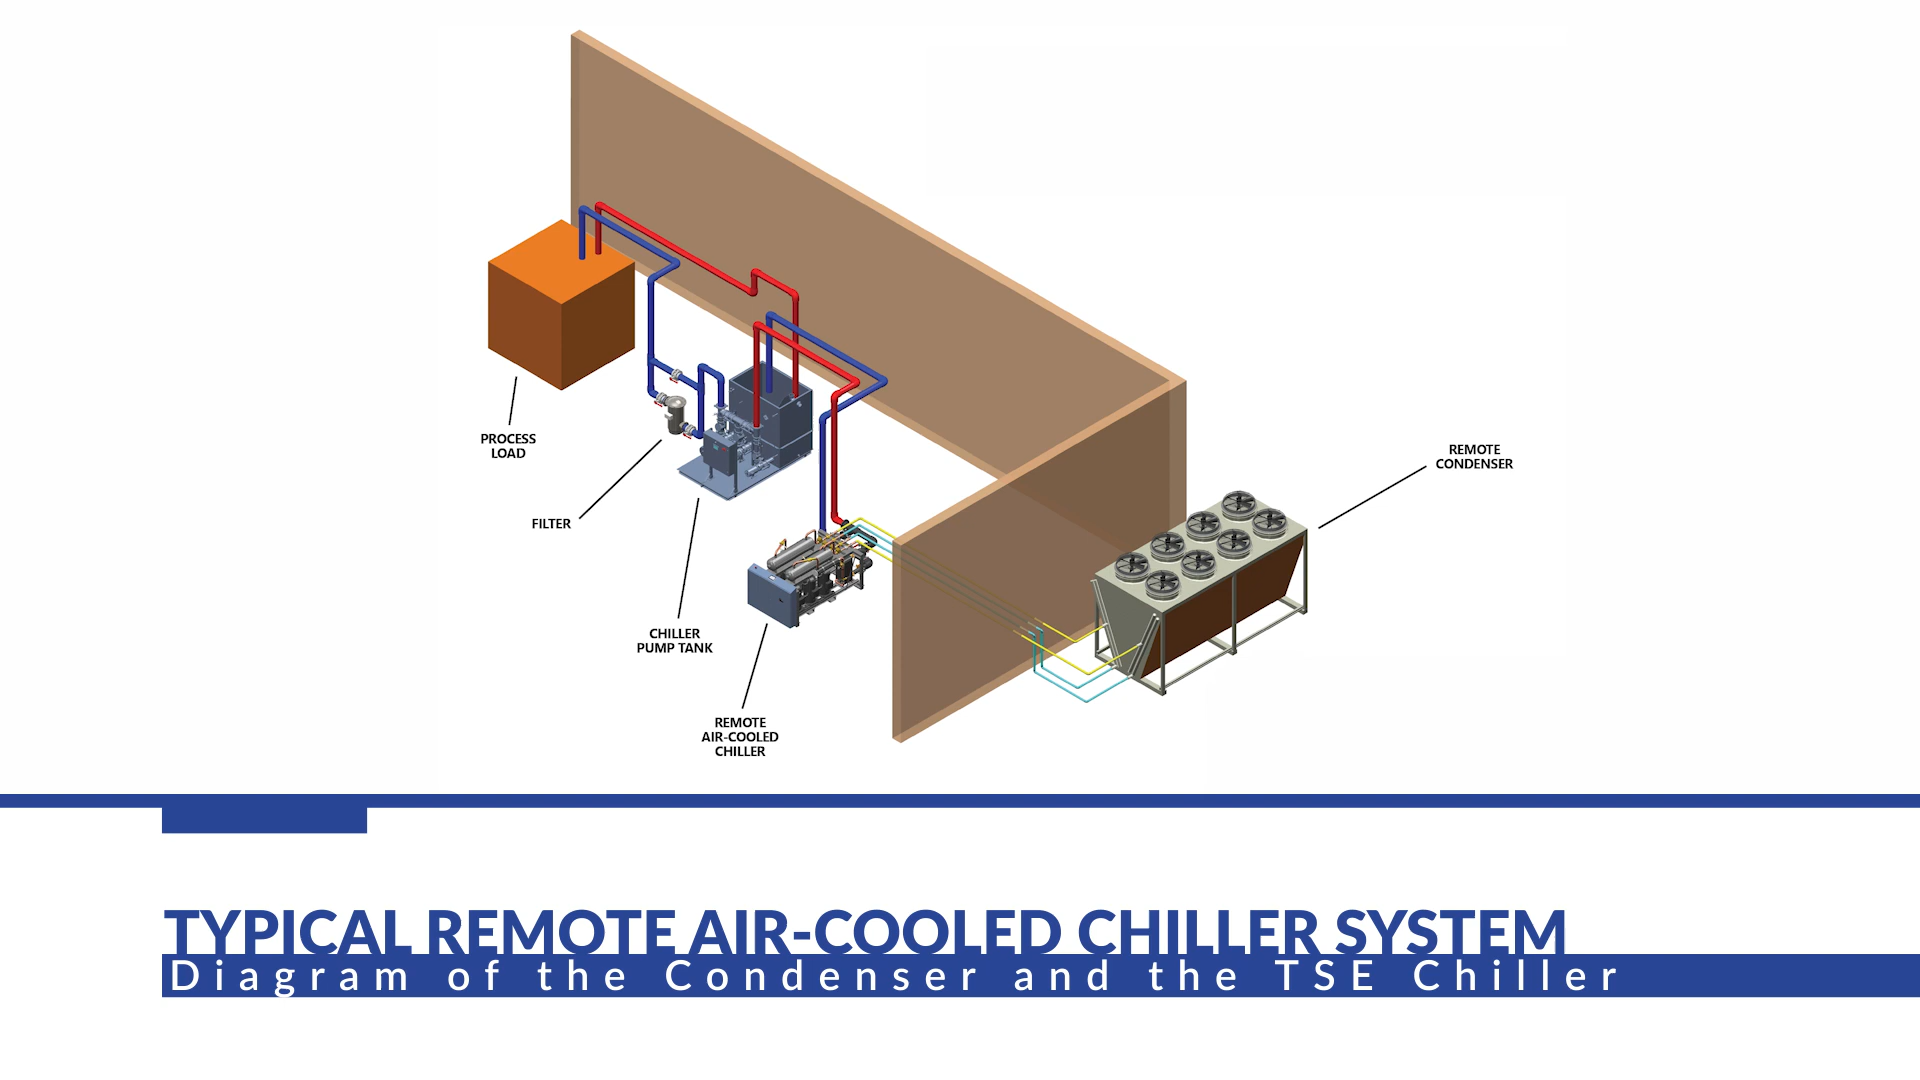 PROCESS
LOAD
REMOTE
CONDENSER
FILTER
CHILLER
PUMP TANK
REMOTE
AIR-COOLED
CHILLER
TYPICAL REMOTE AIR-COOLED CHILLER SYSTEM
Diagram of the Condenser and the TSE Chiller